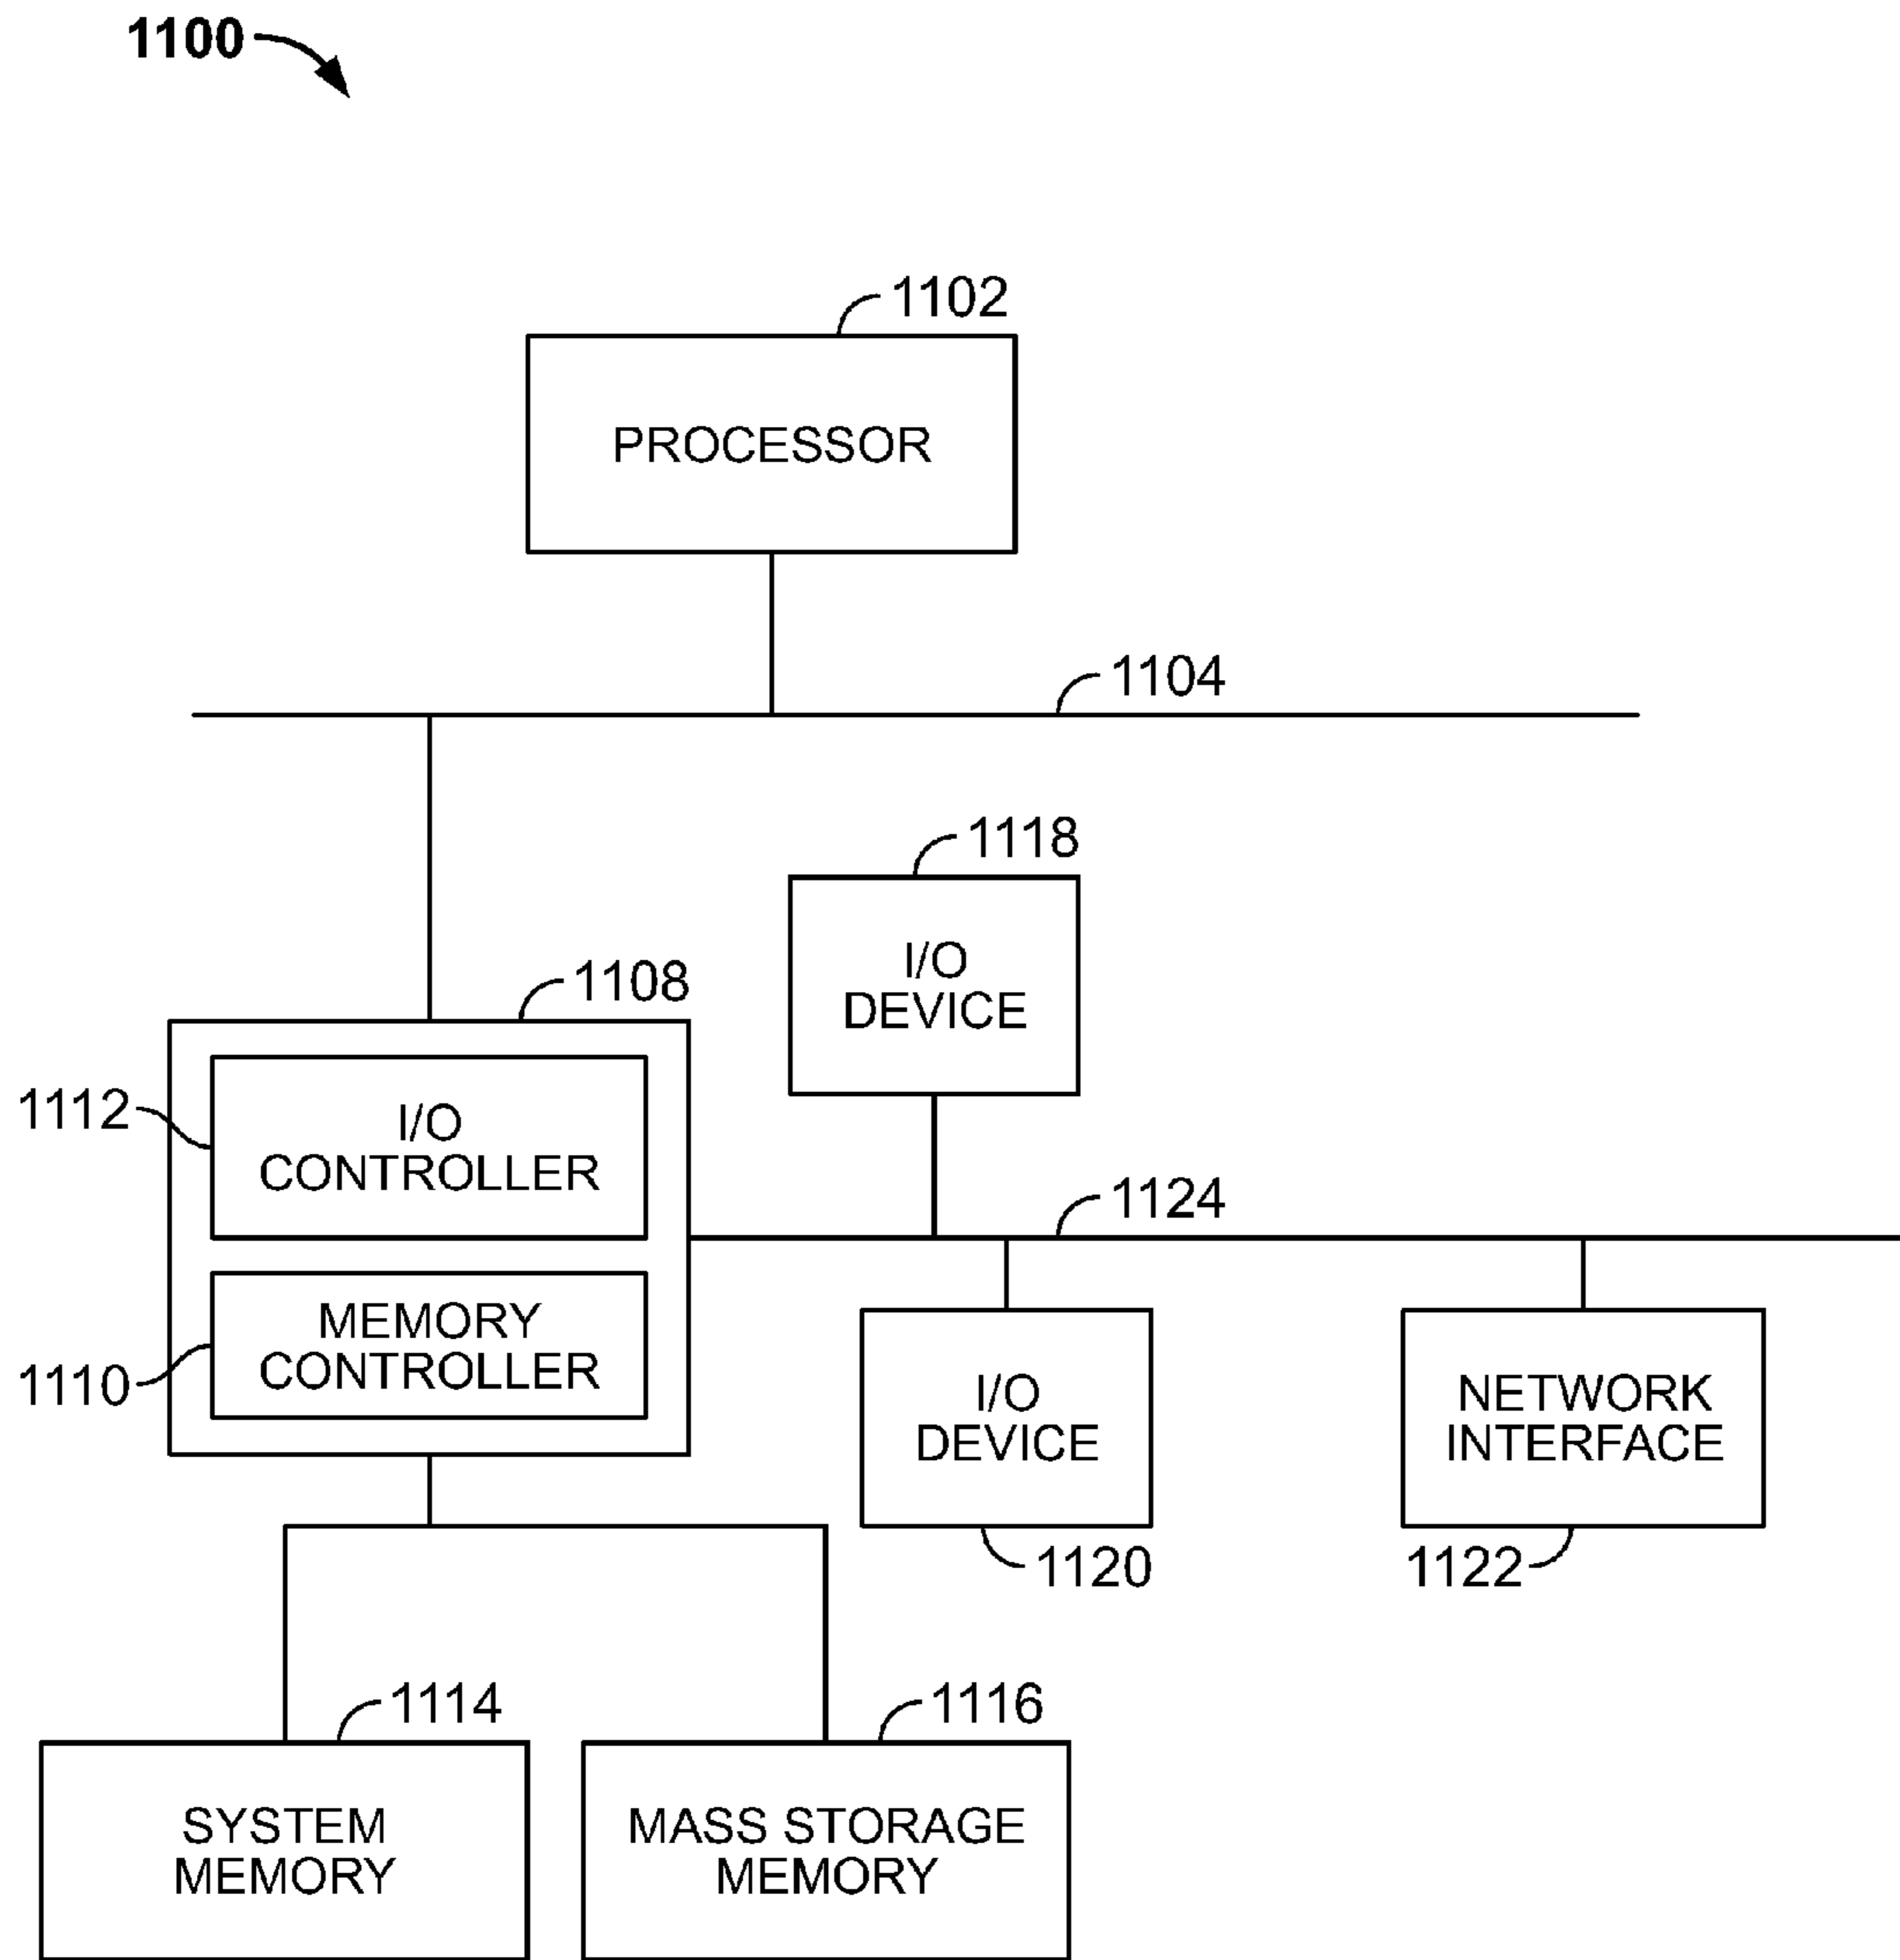 1100
1102
PROCESSOR
1104
1118
I/O
DEVICE
1108
1112
I/O
CONTROLLER
1124
1110
MEMORY
CONTROLLER
I/O
DEVICE
NETWORK
INTERFACE
1120
1122
1114
1116
SYSTEM
MEMORY
MASS STORAGE
MEMORY